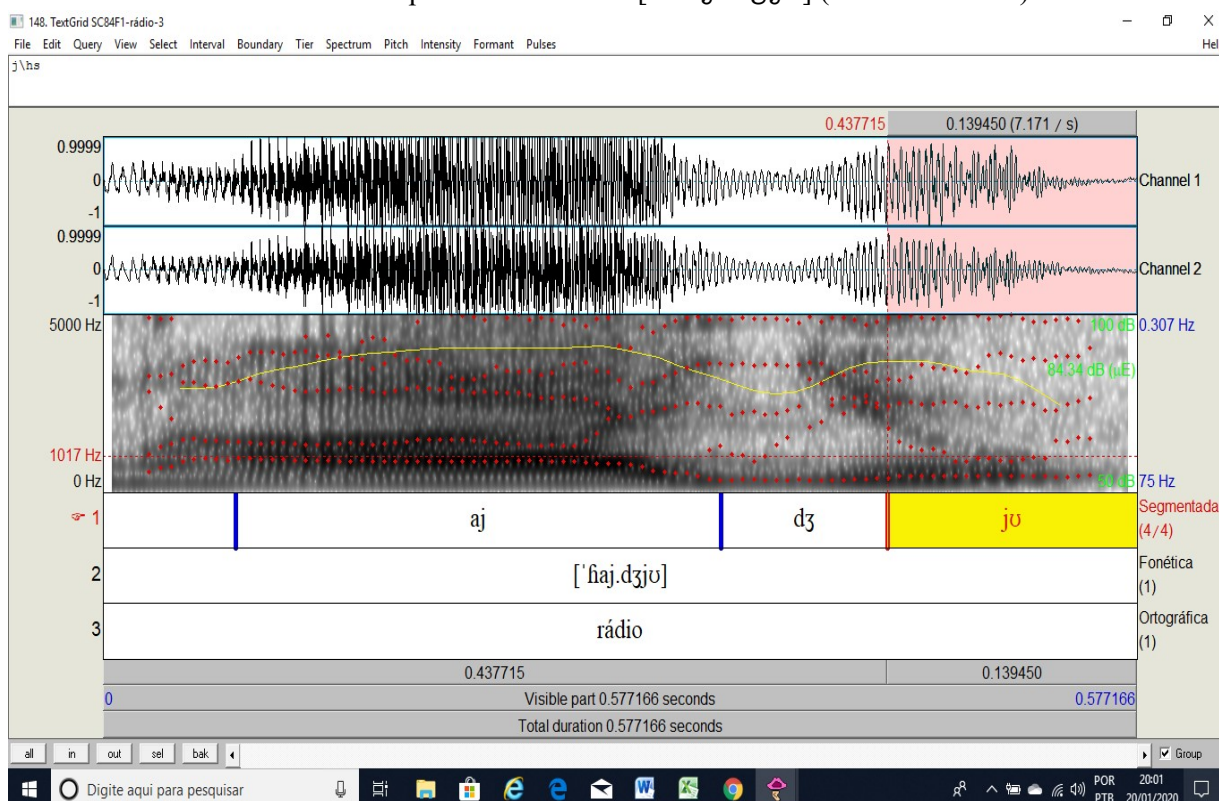 148. TextGrid SC84F1-rádio-3
File Edit Query View Select Interval Boundary Tier Spectrum Pitch Intensity Formant Pulses Hel
j\hs
0.437715 0.139450 (7.171 / s)
0.9999
0
-1
Channel 1
0.9999
0
-1
Channel 2
5000 Hz 100 dB 0.307 Hz
84.34 dB (µE)
1017 Hz
0 Hz 75 Hz
1 aj dʒ jʊ Segmentada
(4/4)
2 [ˈɦaj.dʒjʊ] Fonética
(1)
3 rádio Ortográfica
(1)
0.437715 0.139450
0 Visible part 0.577166 seconds 0.577166
Total duration 0.577166 seconds
all in out sel bak Group
Digite aqui para pesquisar POR 20:01
PTB 20/01/2020